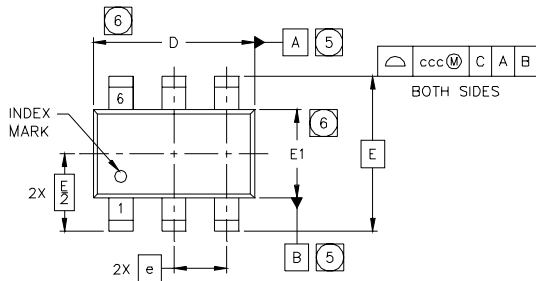 6
D
A 5
ccc Ⓜ C A B
BOTH SIDES
6
INDEX
MARK
E1
6
E
2X E/2
1
B 5
2X e